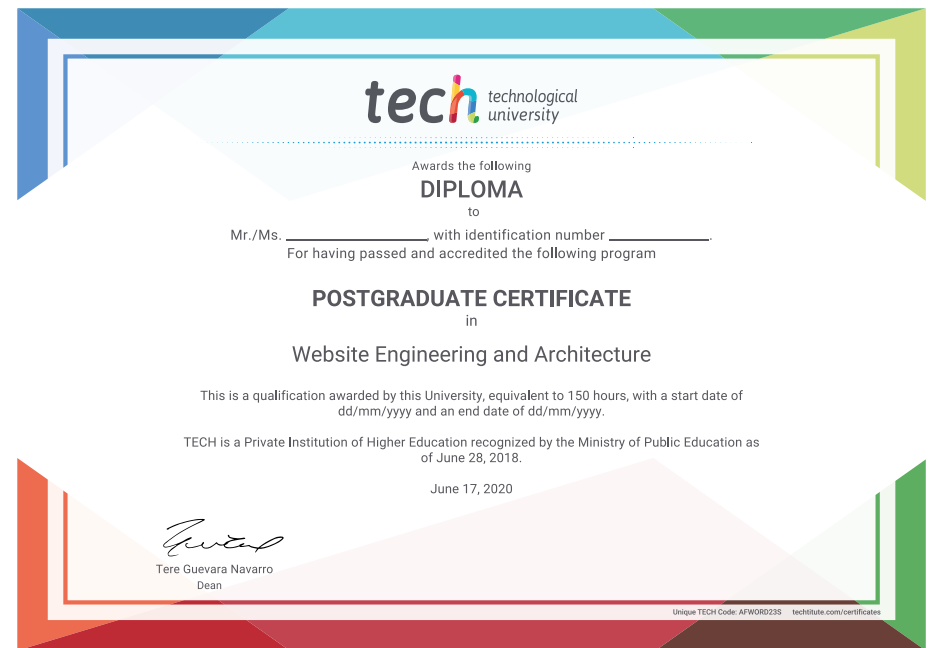 tech technological
university
Awards the following
DIPLOMA
to
Mr./Ms. ____________________, with identification number ______________.
For having passed and accredited the following program
POSTGRADUATE CERTIFICATE
in
Website Engineering and Architecture
This is a qualification awarded by this University, equivalent to 150 hours, with a start date of
dd/mm/yyyy and an end date of dd/mm/yyyy.
TECH is a Private Institution of Higher Education recognized by the Ministry of Public Education as
of June 28, 2018.
June 17, 2020
Tere Guevara Navarro
Dean
Unique TECH Code: AFWORD23S techtitute.com/certificates